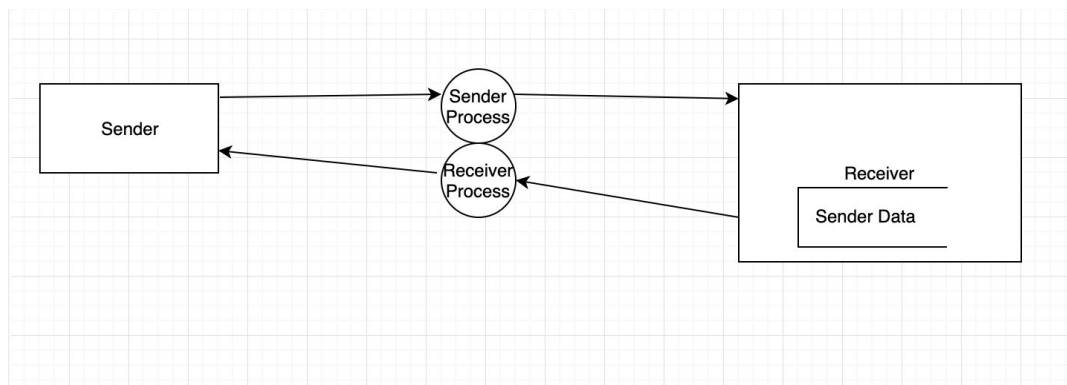 Sender
Sender
Process
Receiver
Process
Receiver
Sender Data